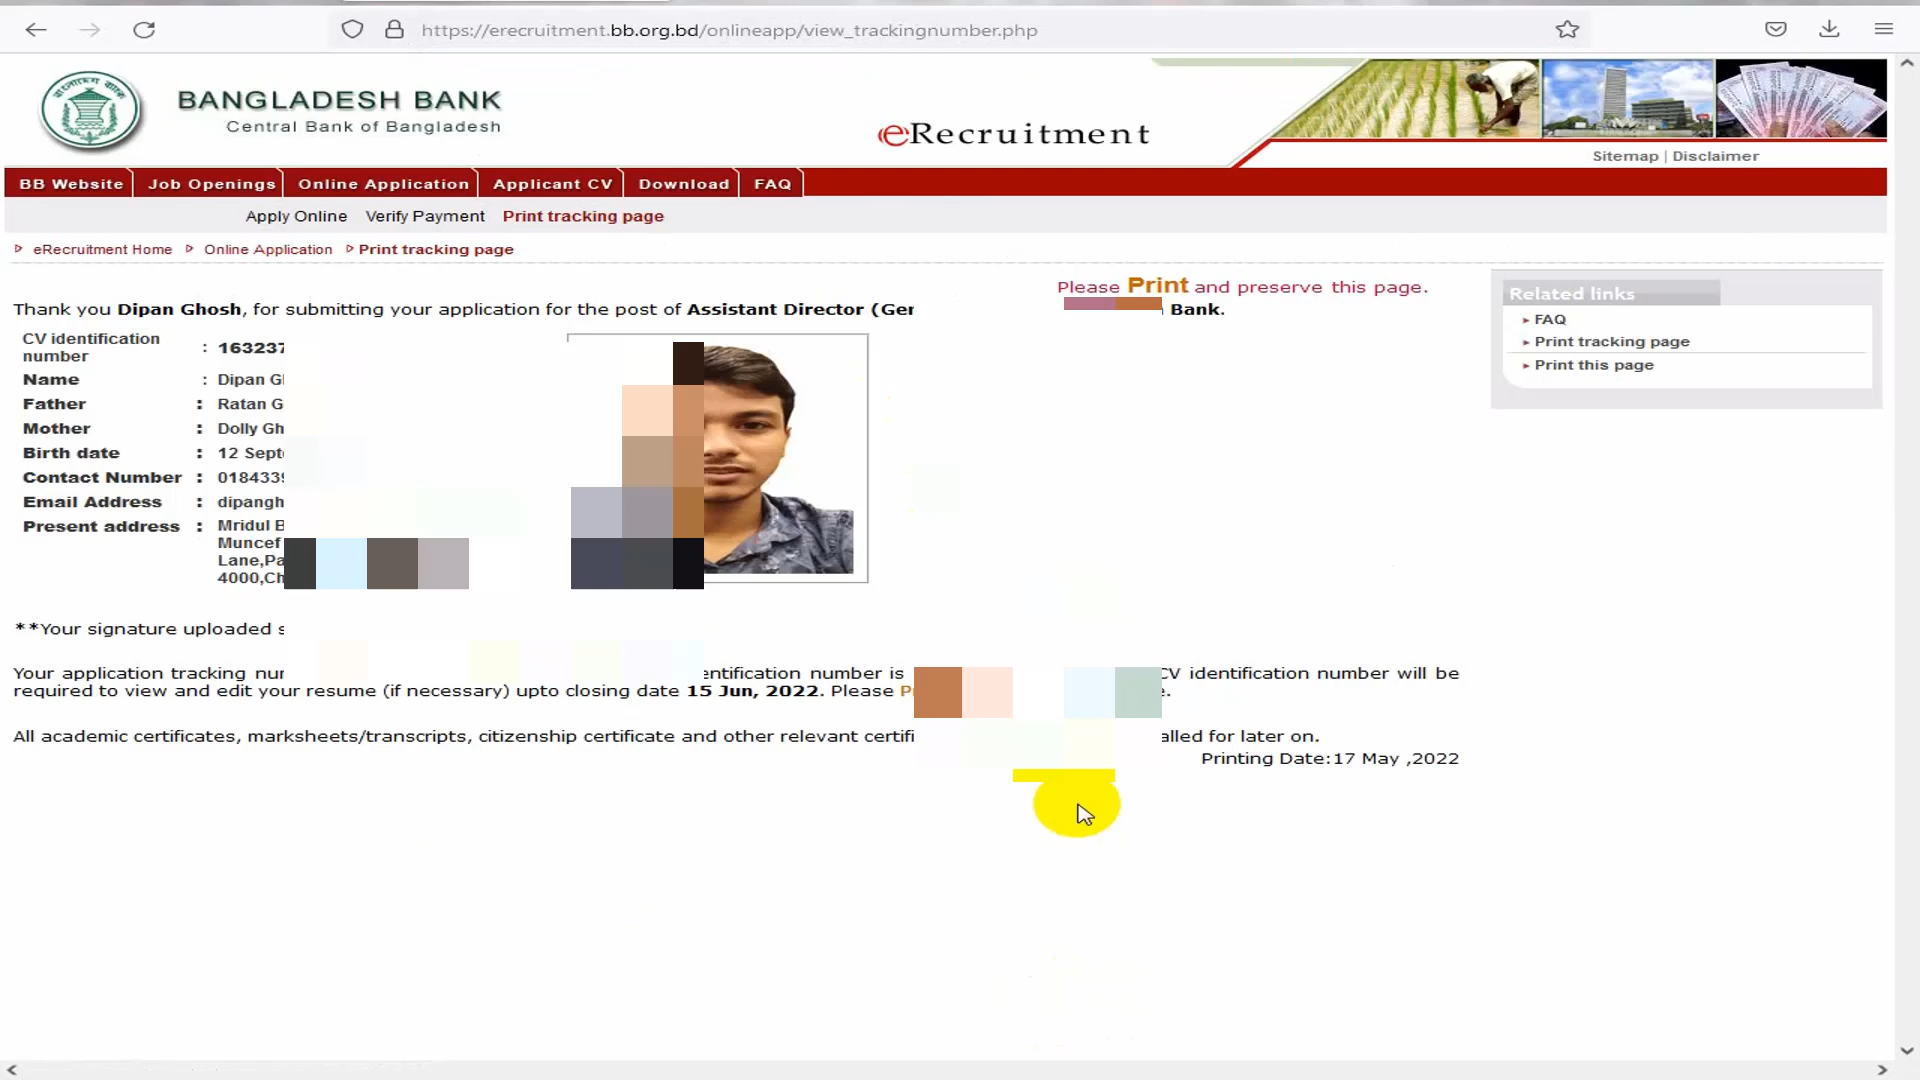 https://erecruitment.bb.org.bd/onlineapp/view_trackingnumber.php
BANGLADESH BANK
Central Bank of Bangladesh
eRecruitment
Sitemap | Disclaimer
BB Website Job Openings Online Application Applicant CV Download FAQ
Apply Online Verify Payment Print tracking page
eRecruitment Home Online Application Print tracking page
Please Print and preserve this page.
Thank you Dipan Ghosh, for submitting your application for the post of Assistant Director (Ger Bank.
CV identification number : 163237
Name : Dipan G
Father : Ratan G
Mother : Dolly Gh
Birth date : 12 Sept
Contact Number : 0184339
Email Address : dipangh
Present address : Mridul B
Muncef
Lane,Pa
4000,Ch
**Your signature uploaded s
Your application tracking nu entification number is CV identification number will be
required to view and edit your resume (if necessary) upto closing date 15 Jun, 2022. Please P
All academic certificates, marksheets/transcripts, citizenship certificate and other relevant certifi alled for later on.
Printing Date:17 May ,2022
Related links
FAQ
Print tracking page
Print this page